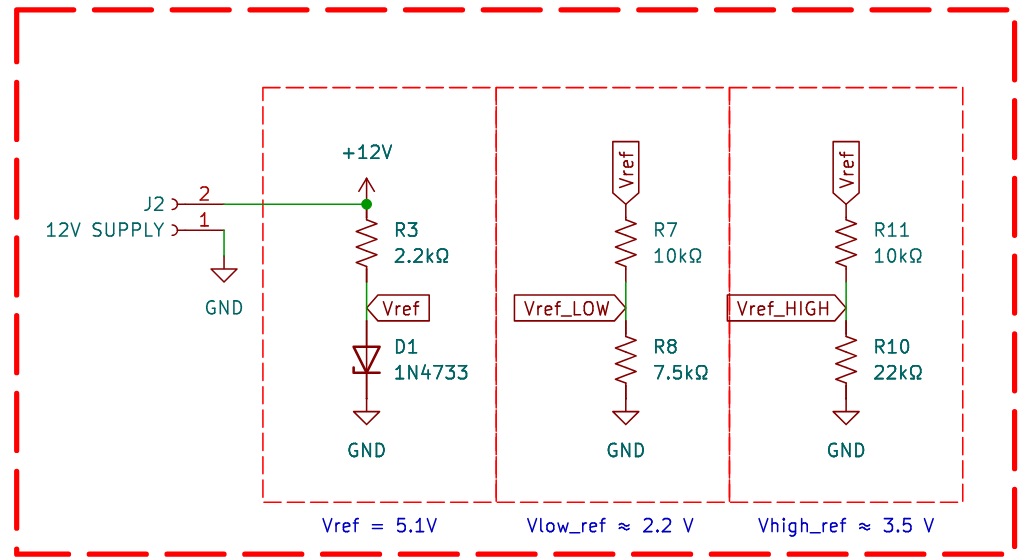 +12V
J2
2
12V SUPPLY
1
GND
R3
2.2kΩ
Vref
D1
1N4733
GND
Vref
R7
10kΩ
Vref_LOW
R8
7.5kΩ
GND
Vref
R11
10kΩ
Vref_HIGH
R10
22kΩ
GND
Vref = 5.1V
Vlow_ref ≈ 2.2 V
Vhigh_ref ≈ 3.5 V